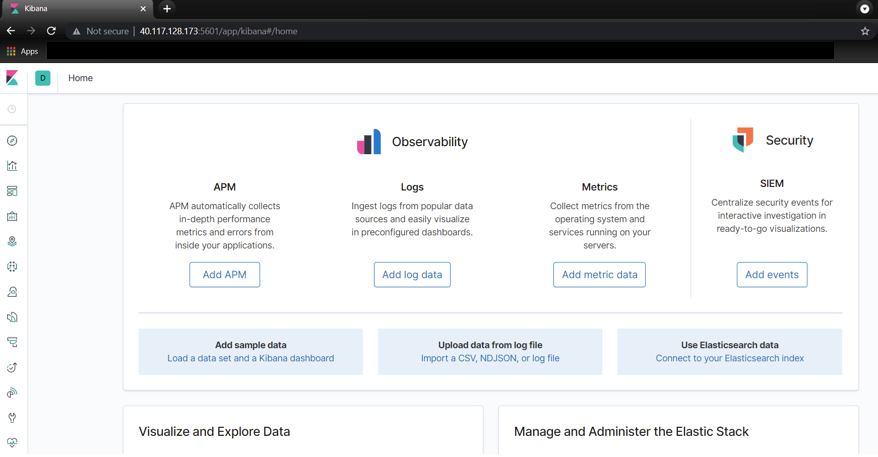 Kibana
Not secure | 40.117.128.173:5601/app/kibana#/home
Apps
D Home
Observability
APM
APM automatically collects
in-depth performance
metrics and errors from
inside your applications.
Add APM
Logs
Ingest logs from popular data
sources and easily visualize
in preconfigured dashboards.
Add log data
Metrics
Collect metrics from the
operating system and
services running on your
servers.
Add metric data
Security
SIEM
Centralize security events for
interactive investigation in
ready-to-go visualizations.
Add events
Add sample data
Load a data set and a Kibana dashboard
Upload data from log file
Import a CSV, NDJSON, or log file
Use Elasticsearch data
Connect to your Elasticsearch index
Visualize and Explore Data
Manage and Administer the Elastic Stack